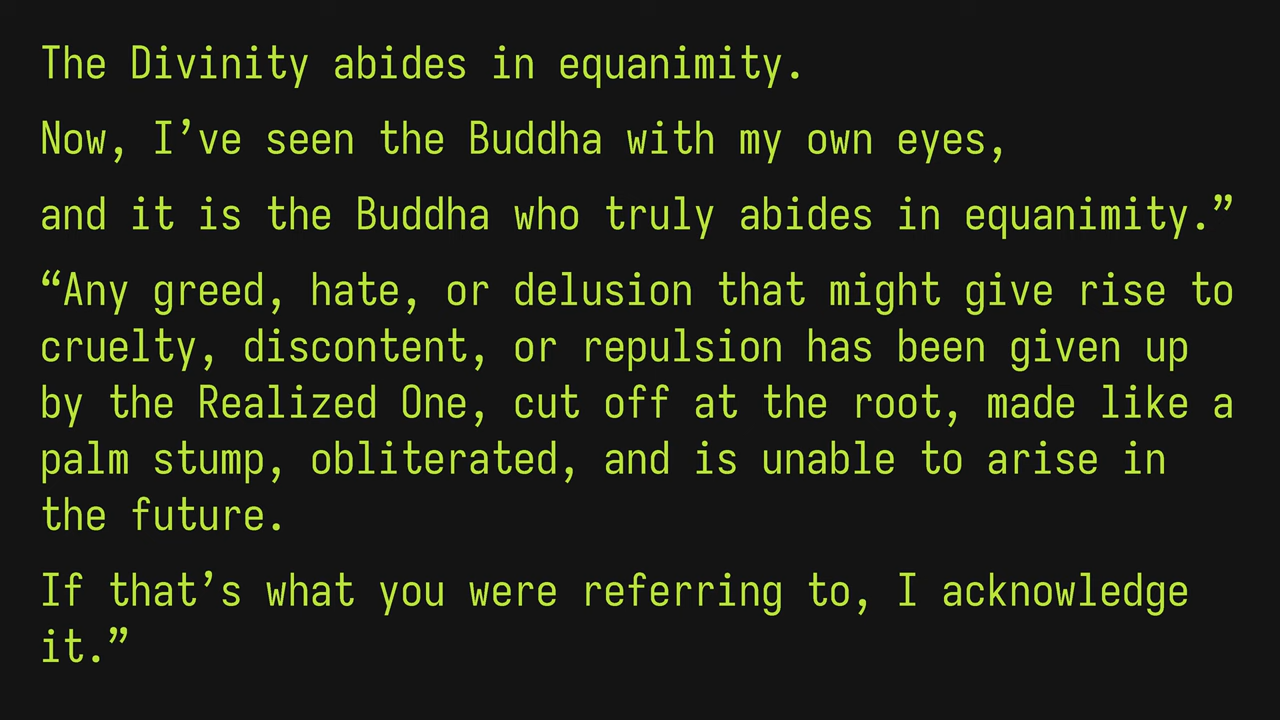 The Divinity abides in equanimity.
Now, I’ve seen the Buddha with my own eyes,
and it is the Buddha who truly abides in equanimity.”
“Any greed, hate, or delusion that might give rise to
cruelty, discontent, or repulsion has been given up
by the Realized One, cut off at the root, made like a
palm stump, obliterated, and is unable to arise in
the future.
If that’s what you were referring to, I acknowledge
it.”